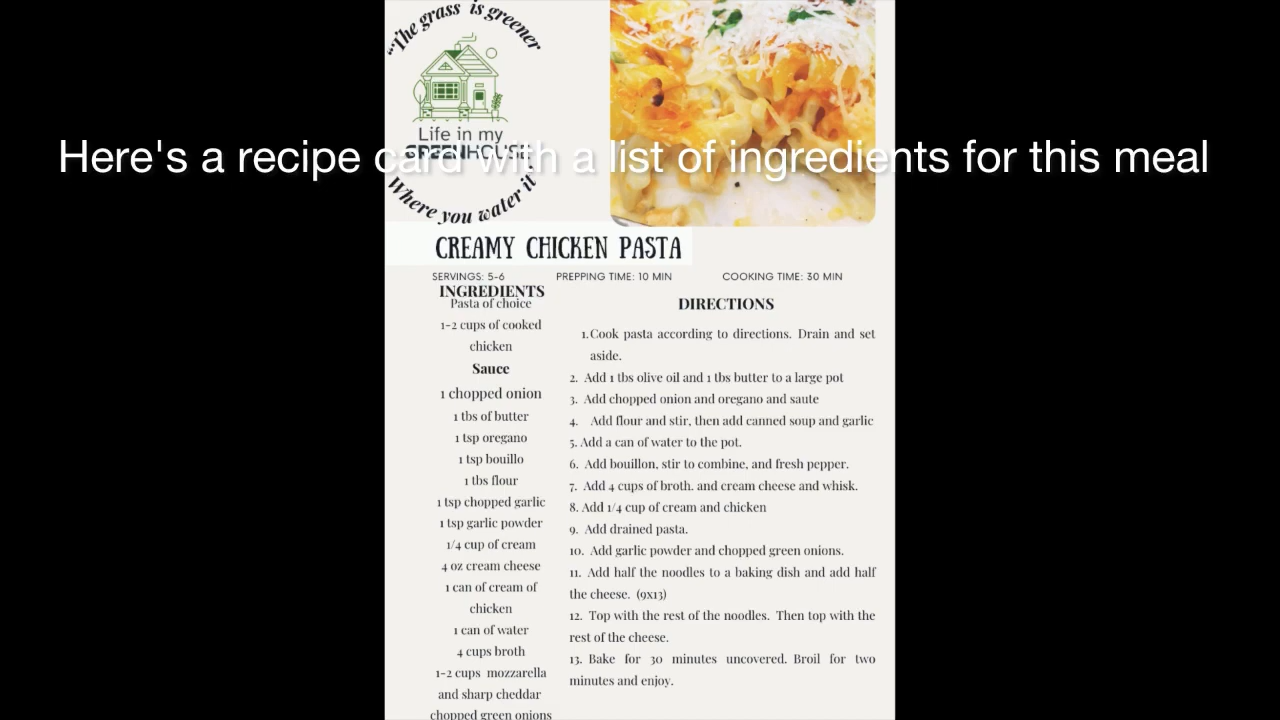 "The grass is greener
Life in my
GREENHOUSE
Where you water it"
Here's a recipe card with a list of ingredients for this meal
CREAMY CHICKEN PASTA
SERVINGS: 5-6 PREPPING TIME: 10 MIN COOKING TIME: 30 MIN
INGREDIENTS
Pasta of choice
1-2 cups of cooked
chicken
Sauce
1 chopped onion
1 tbs of butter
1 tsp oregano
1 tsp bouillo
1 tbs flour
1 tsp chopped garlic
1 tsp garlic powder
1/4 cup of cream
4 oz cream cheese
1 can of cream of
chicken
1 can of water
4 cups broth
1-2 cups mozzarella
and sharp cheddar
chopped green onions
DIRECTIONS
1. Cook pasta according to directions. Drain and set
aside.
2. Add 1 tbs olive oil and 1 tbs butter to a large pot
3. Add chopped onion and oregano and saute
4. Add flour and stir, then add canned soup and garlic
5. Add a can of water to the pot.
6. Add bouillon, stir to combine, and fresh pepper.
7. Add 4 cups of broth. and cream cheese and whisk.
8. Add 1/4 cup of cream and chicken
9. Add drained pasta.
10. Add garlic powder and chopped green onions.
11. Add half the noodles to a baking dish and add half
the cheese. (9x13)
12. Top with the rest of the noodles. Then top with the
rest of the cheese.
13. Bake for 30 minutes uncovered. Broil for two
minutes and enjoy.